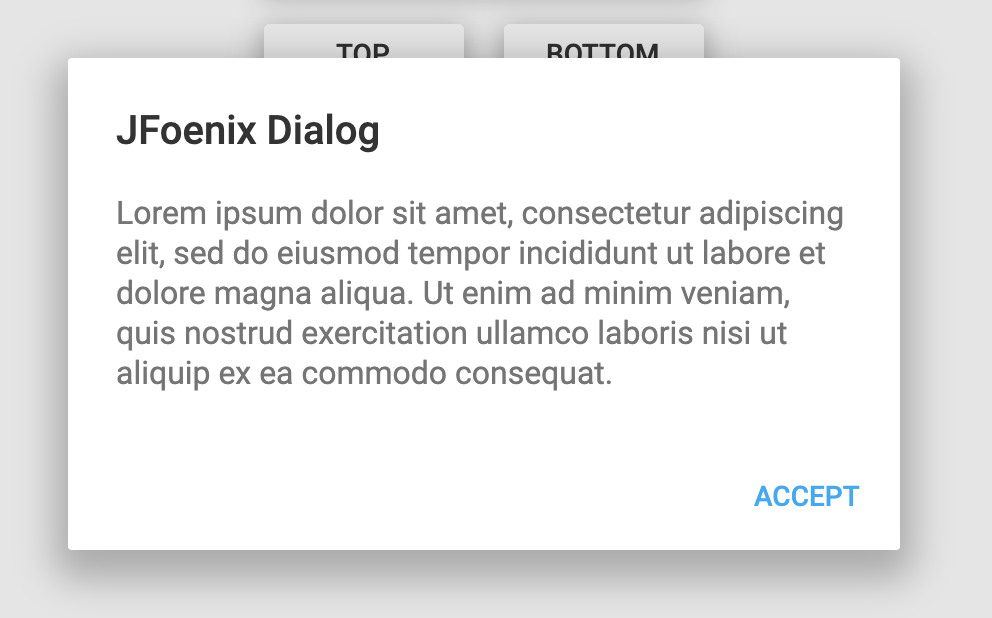 TOP BOTTOM
JFoenix Dialog
Lorem ipsum dolor sit amet, consectetur adipiscing
elit, sed do eiusmod tempor incididunt ut labore et
dolore magna aliqua. Ut enim ad minim veniam,
quis nostrud exercitation ullamco laboris nisi ut
aliquip ex ea commodo consequat.
ACCEPT